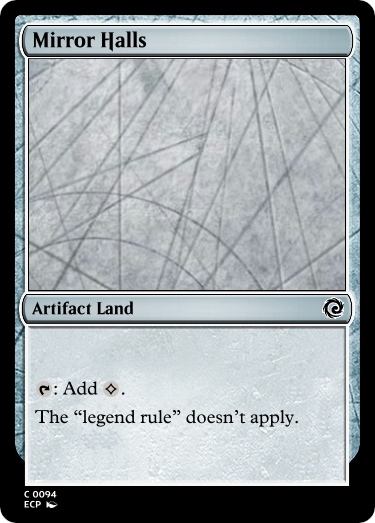 Mirror Halls
Artifact Land
: Add .
The “legend rule” doesn’t apply.
C 0094
ECP